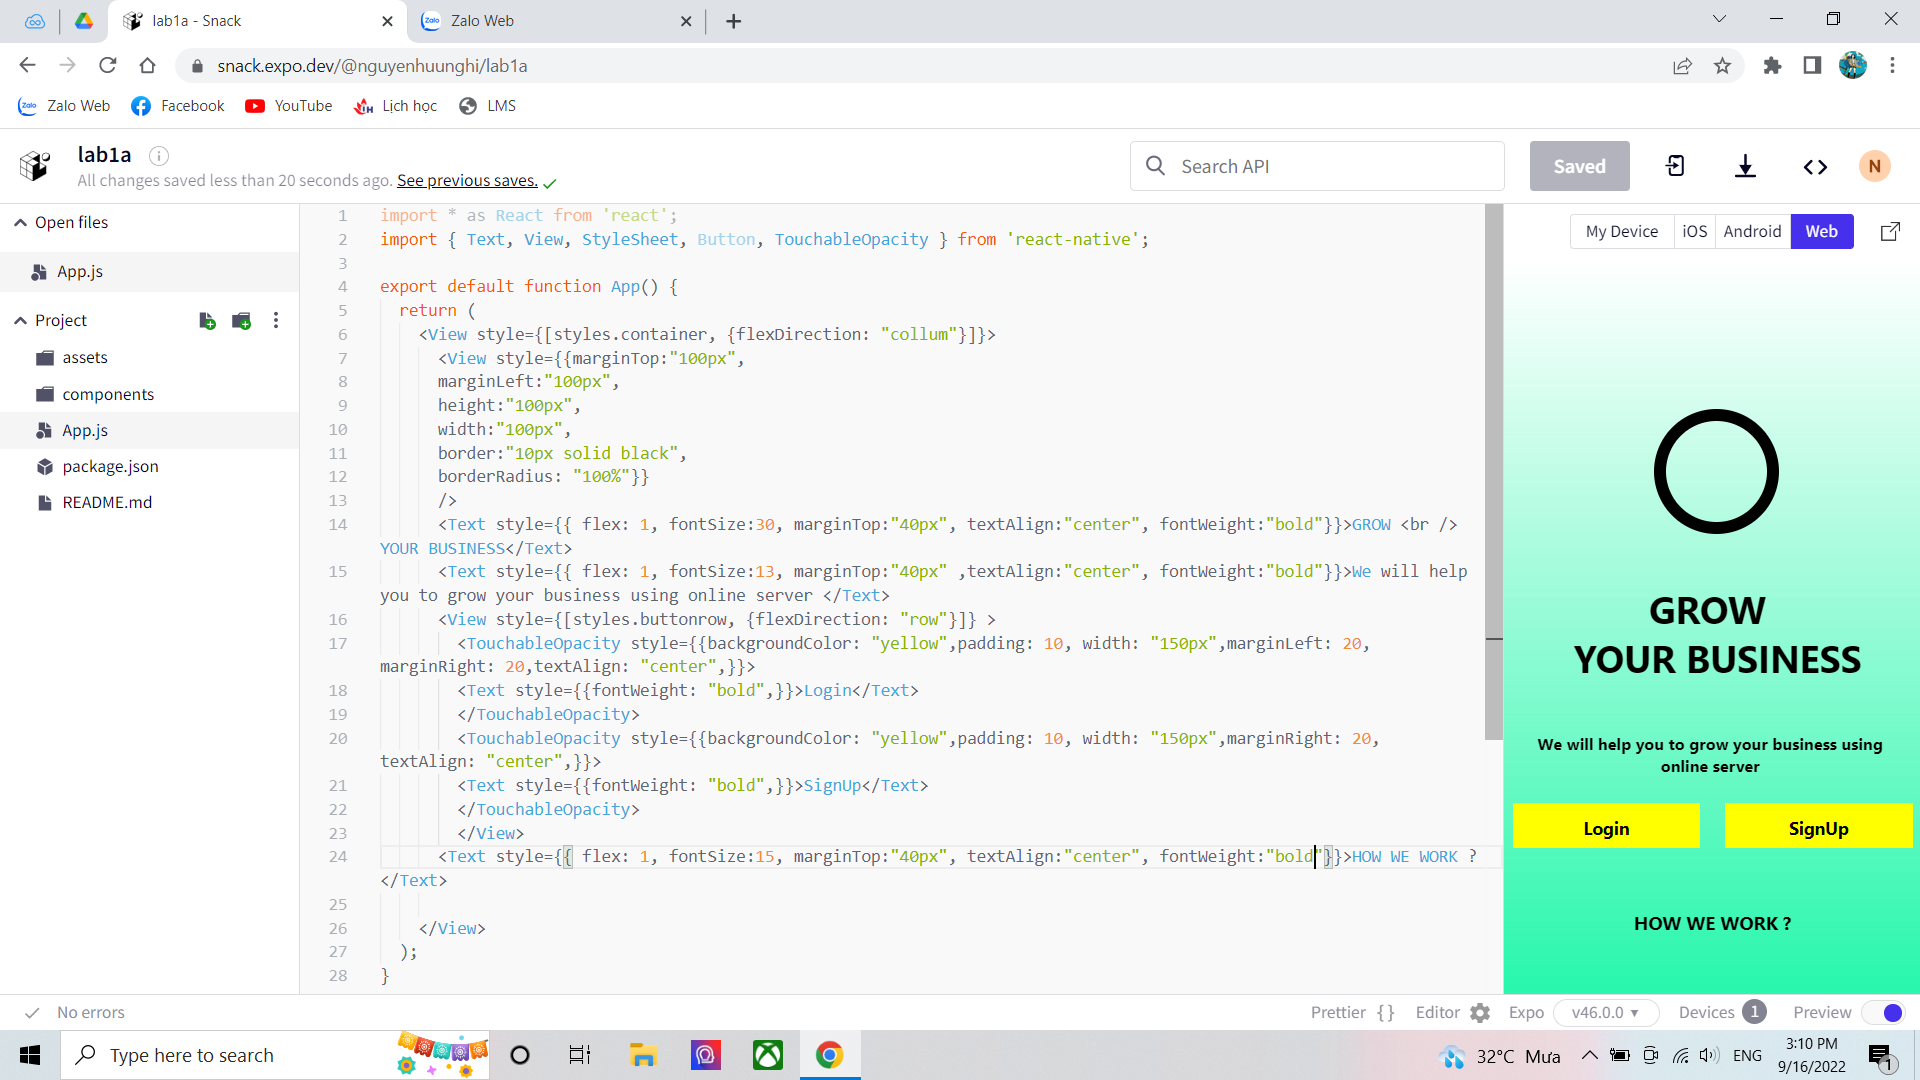 lab1a - Snack
Zalo Web
snack.expo.dev/@nguyenhuunghi/lab1a
Zalo Zalo Web Facebook YouTube Lịch học LMS
lab1a
All changes saved less than 20 seconds ago. See previous saves.
Search API
Saved
N
Open files
App.js
Project
assets
components
App.js
package.json
README.md
1 import * as React from 'react';
2 import { Text, View, StyleSheet, Button, TouchableOpacity } from 'react-native';
3
4 export default function App() {
5 return (
6 <View style={[styles.container, {flexDirection: "collum"}]}>
7 <View style={{marginTop:"100px",
8 marginLeft:"100px",
9 height:"100px",
10 width:"100px",
11 border:"10px solid black",
12 borderRadius: "100%"}}
13 />
14 <Text style={{ flex: 1, fontSize:30, marginTop:"40px", textAlign:"center", fontWeight:"bold"}}>GROW <br />
YOUR BUSINESS</Text>
15 <Text style={{ flex: 1, fontSize:13, marginTop:"40px" ,textAlign:"center", fontWeight:"bold"}}>We will help
you to grow your business using online server </Text>
16 <View style={[styles.buttonrow, {flexDirection: "row"}]} >
17 <TouchableOpacity style={{backgroundColor: "yellow",padding: 10, width: "150px",marginLeft: 20,
marginRight: 20,textAlign: "center",}}>
18 <Text style={{fontWeight: "bold",}}>Login</Text>
19 </TouchableOpacity>
20 <TouchableOpacity style={{backgroundColor: "yellow",padding: 10, width: "150px",marginRight: 20,
textAlign: "center",}}>
21 <Text style={{fontWeight: "bold",}}>SignUp</Text>
22 </TouchableOpacity>
23 </View>
24 <Text style={{ flex: 1, fontSize:15, marginTop:"40px", textAlign:"center", fontWeight:"bold"}}>HOW WE WORK ?
</Text>
25
26 </View>
27 );
28 }
My Device iOS Android Web
GROW
YOUR BUSINESS
We will help you to grow your business using
online server
Login SignUp
HOW WE WORK ?
No errors
Prettier { } Editor Expo v46.0.0 Devices 1 Preview
Type here to search
32°C Mưa
ENG
3:10 PM
9/16/2022
1